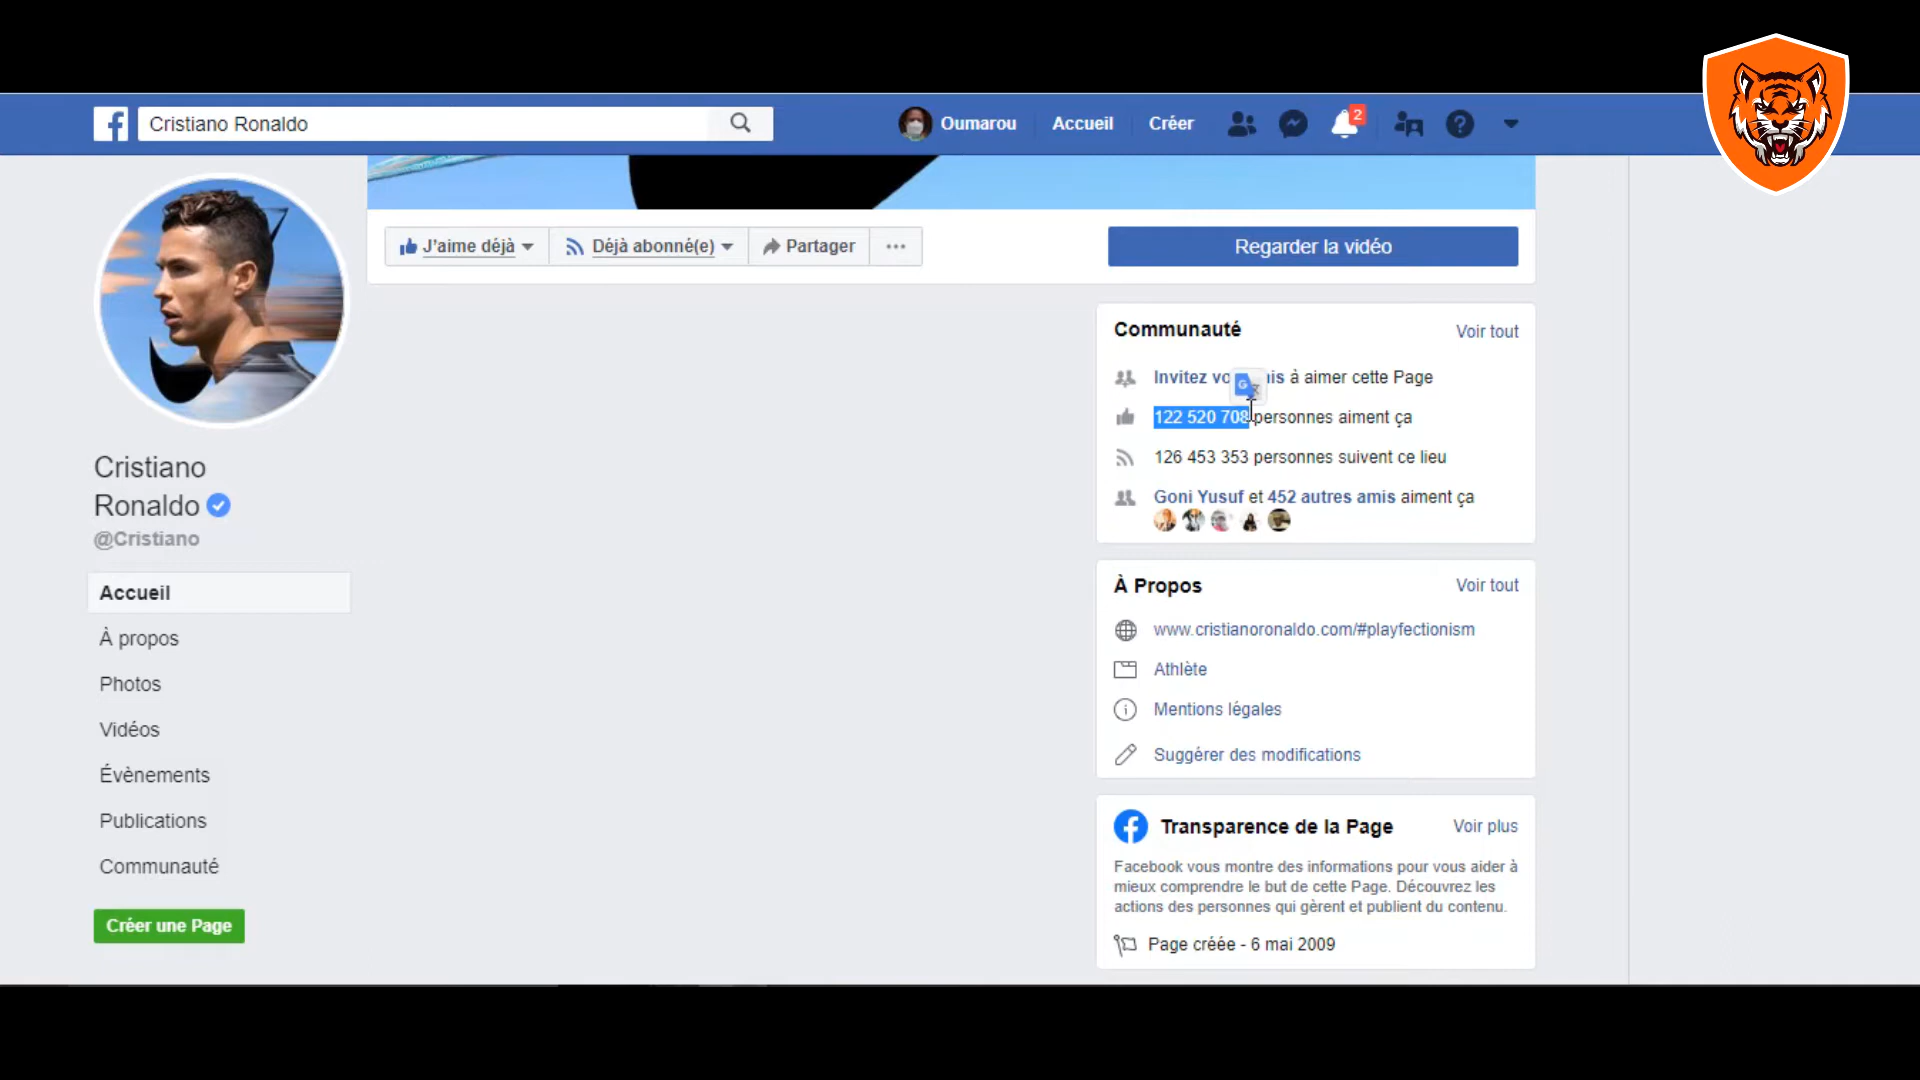 Cristiano Ronaldo
Oumarou
Accueil
Créer
2
J'aime déjà
Déjà abonné(e)
Partager
Regarder la vidéo
Cristiano
Ronaldo
@Cristiano
Accueil
À propos
Photos
Vidéos
Évènements
Publications
Communauté
Créer une Page
Communauté
Voir tout
Invitez à aimer cette Page
122 520 708 personnes aiment ça
126 453 353 personnes suivent ce lieu
Goni Yusuf et 452 autres amis aiment ça
À Propos
Voir tout
www.cristianoronaldo.com/#playfectionism
Athlète
Mentions légales
Suggérer des modifications
Transparence de la Page
Voir plus
Facebook vous montre des informations pour vous aider à
mieux comprendre le but de cette Page. Découvrez les
actions des personnes qui gèrent et publient du contenu.
Page créée - 6 mai 2009